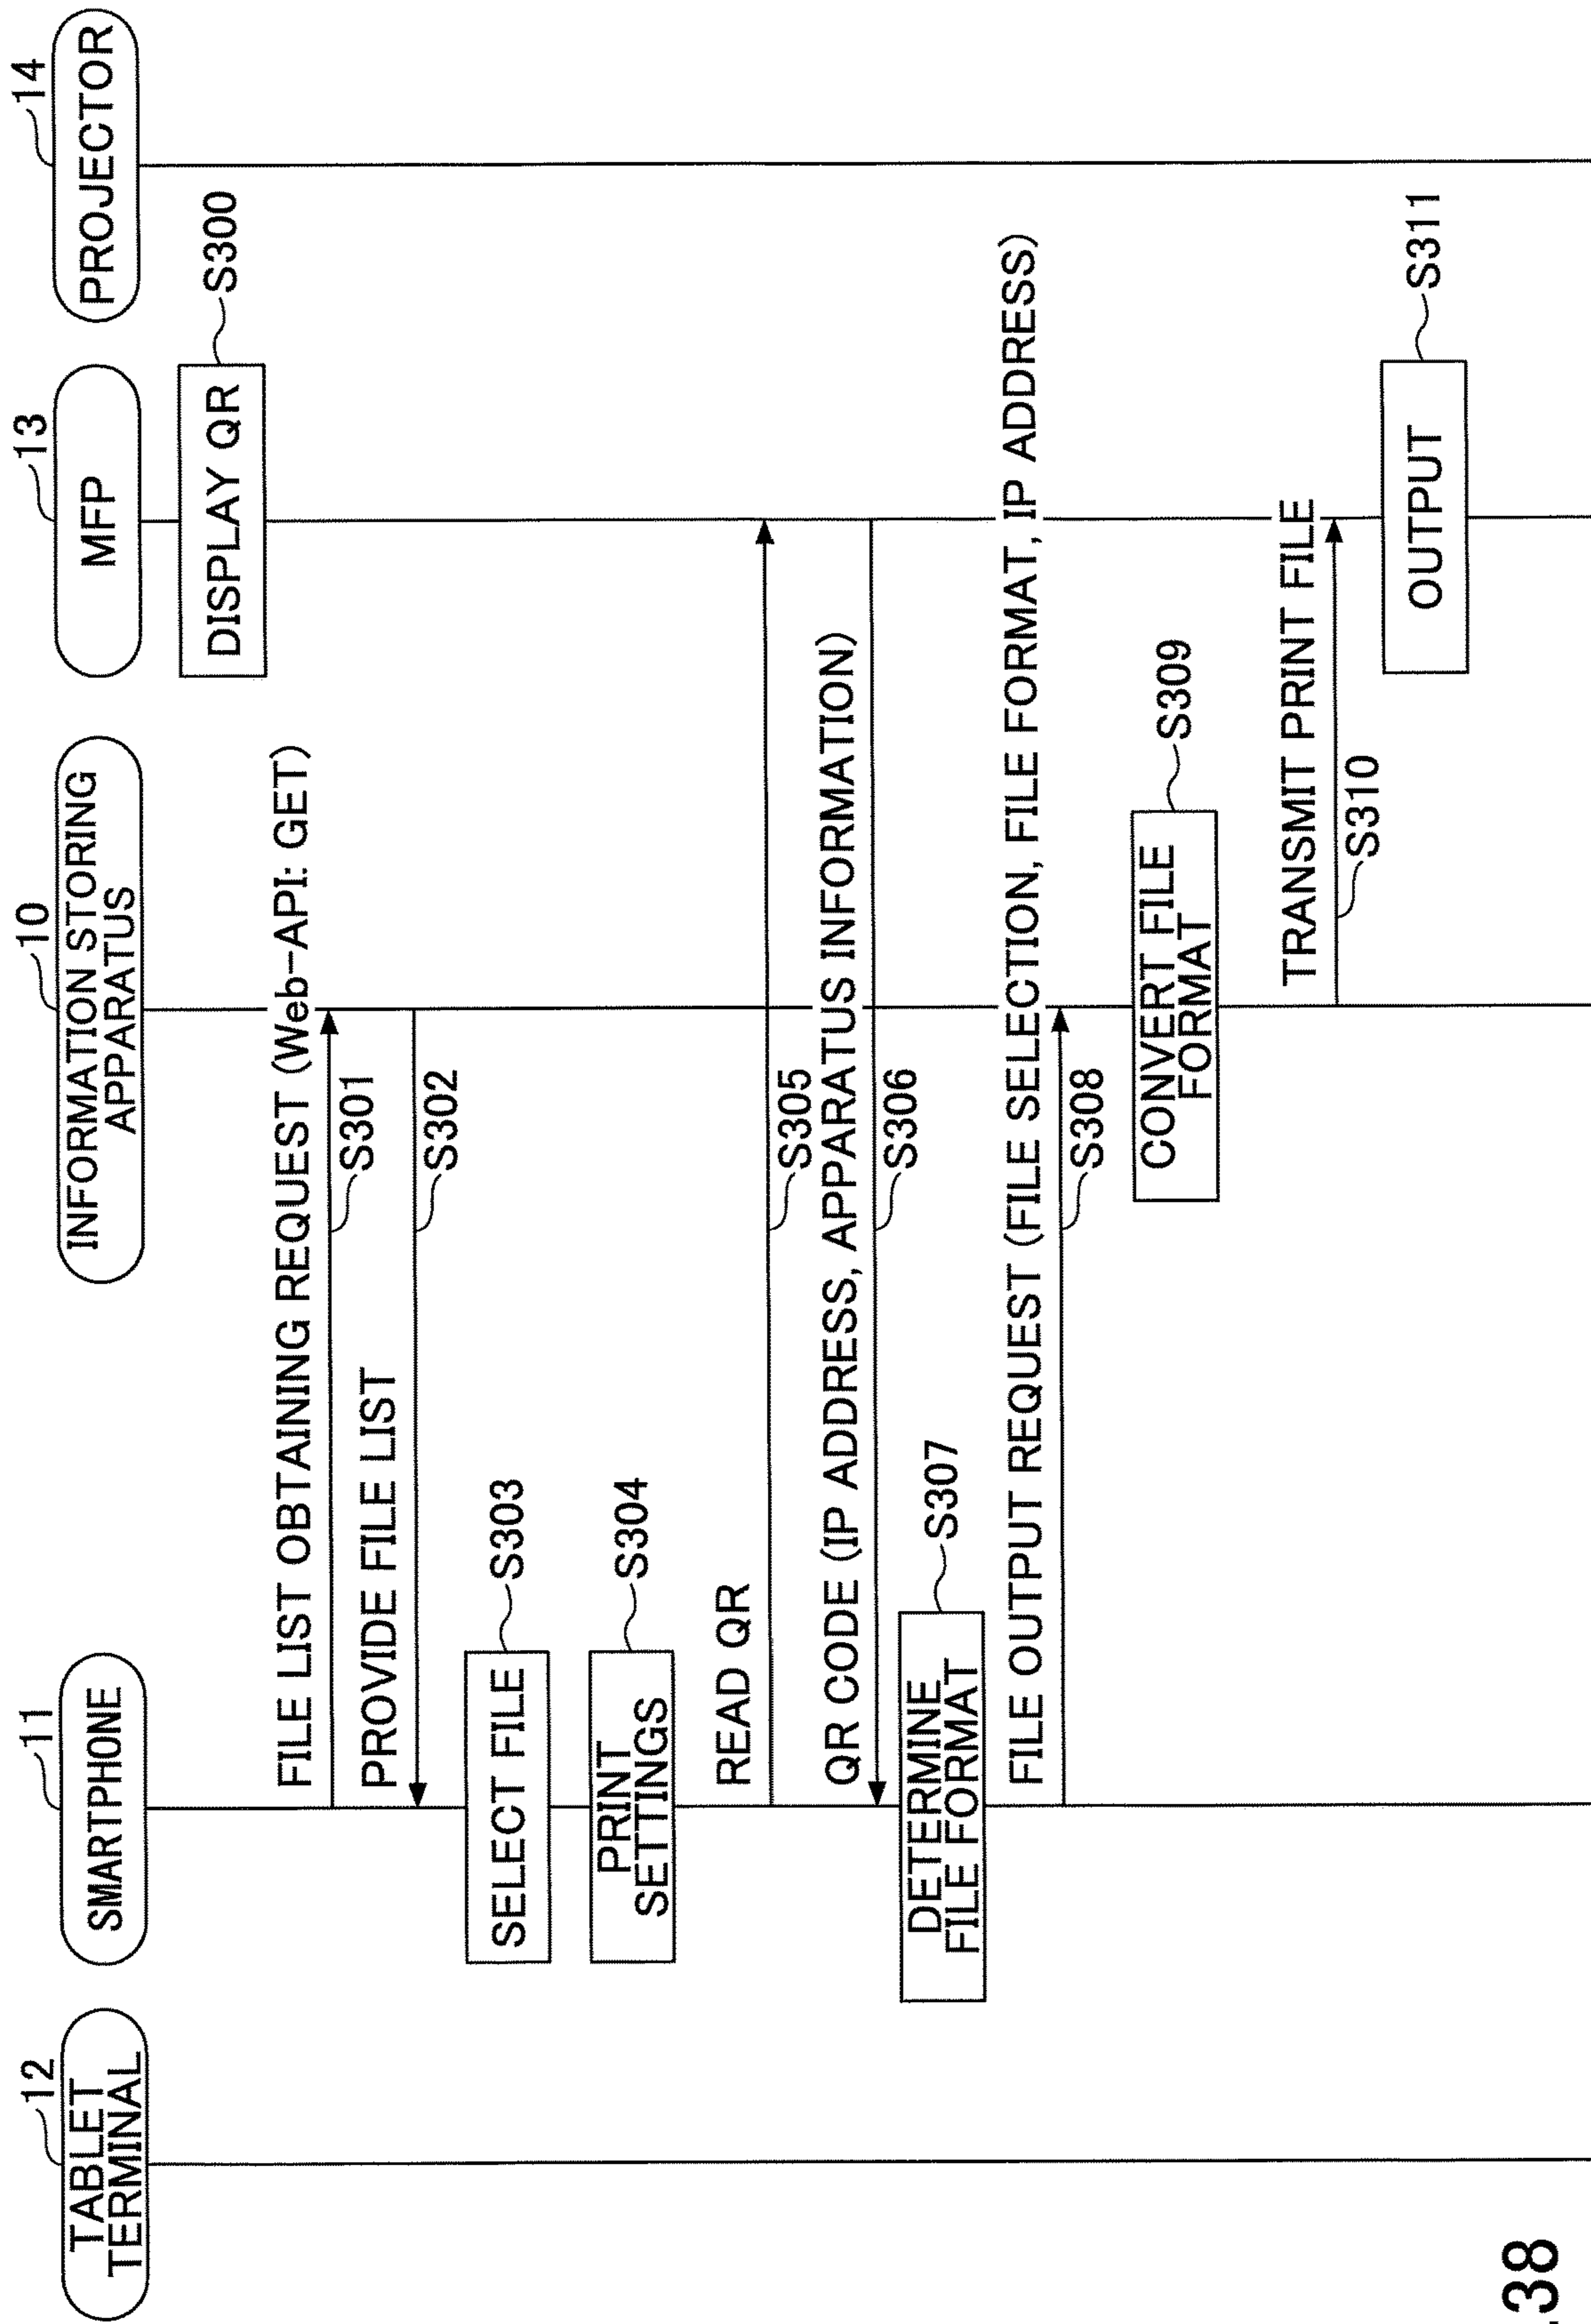 12
TABLET
TERMINAL
11
SMARTPHONE
10
INFORMATION STORING
APPARATUS
13
MFP
14
PROJECTOR
DISPLAY QR
S300
FILE LIST OBTAINING REQUEST (Web-API: GET)
S301
PROVIDE FILE LIST
S302
SELECT FILE
S303
PRINT
SETTINGS
S304
READ QR
S305
QR CODE (IP ADDRESS, APPARATUS INFORMATION)
S306
DETERMINE
FILE FORMAT
S307
FILE OUTPUT REQUEST (FILE SELECTION, FILE FORMAT, IP ADDRESS)
S308
CONVERT FILE
FORMAT
S309
TRANSMIT PRINT FILE
S310
OUTPUT
S311
.38